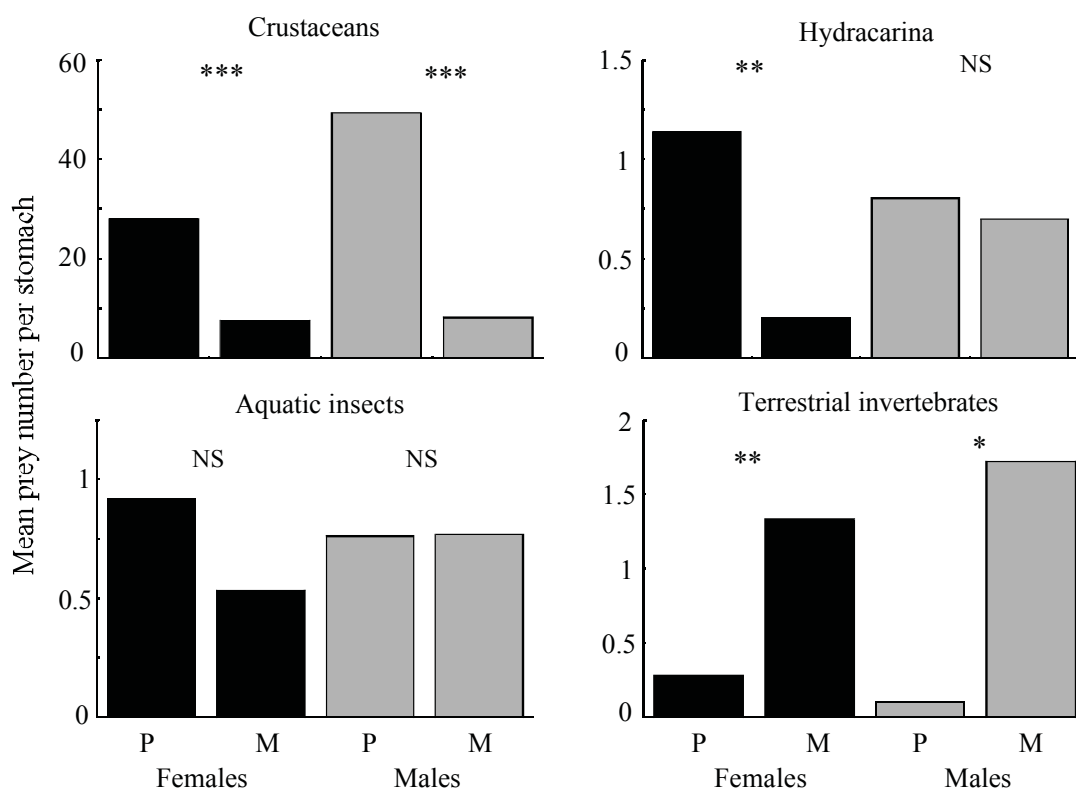 Crustaceans
60
40
20
0
***
***
Hydracarina
1.5
1
0.5
0
**
NS
Mean prey number per stomach
Aquatic insects
1
0.5
0
NS
NS
P M P M
Females Males
Terrestrial invertebrates
2
1.5
1
0.5
0
**
*
P M P M
Females Males